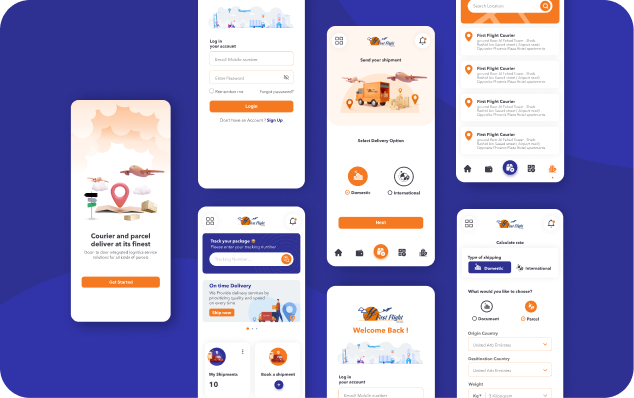 Courier and parcel
deliver at its finest
Door to door integrated logistics service
solutions for all kinds of parcels
Get Started
Log in
your account
Email/ Mobile number
Enter Password
Remember me
Forgot password?
Login
Don't have an Account ? Sign Up
First Flight
Track your package
Please enter your tracking number
Tracking Number...
On time Delivery
We Provide delivery services by
providing quality and speed
on every time
Ship now
My Shipments
10
Book a shipment
First Flight
Send your shipment
Select Delivery Option
Domestic
International
Next
First Flight
Welcome Back !
Log in
your account
Email/ Mobile number
Search Location
First Flight Courier
First Flight Courier
First Flight Courier
First Flight Courier
First Flight
Calculate rate
Type of shipping
Domestic
International
What would you like to choose?
Document
Parcel
Origin Country
United Arab Emirates
Destination Country
United Arab Emirates
Weight
Kg